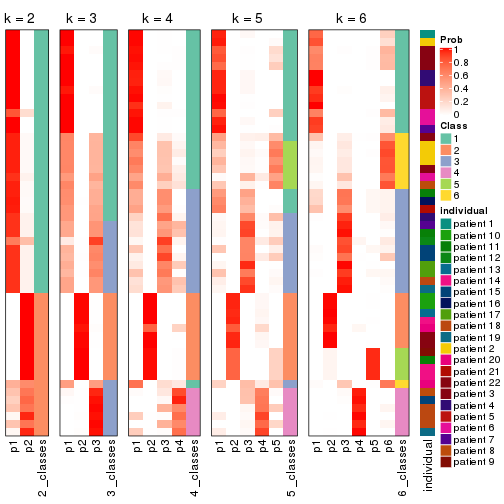 k = 2
k = 3
k = 4
k = 5
k = 6
p1
p2
2_classes
p1
p2
p3
3_classes
p1
p2
p3
p4
4_classes
p1
p2
p3
p4
p5
5_classes
p1
p2
p3
p4
p5
p6
6_classes
individual
Prob
1
0.8
0.6
0.4
0.2
0
Class
1
2
3
4
5
6
Individual
patient 1
patient 10
patient 11
patient 12
patient 13
patient 14
patient 15
patient 16
patient 17
patient 18
patient 19
patient 2
patient 20
patient 21
patient 22
patient 3
patient 4
patient 5
patient 6
patient 7
patient 8
patient 9